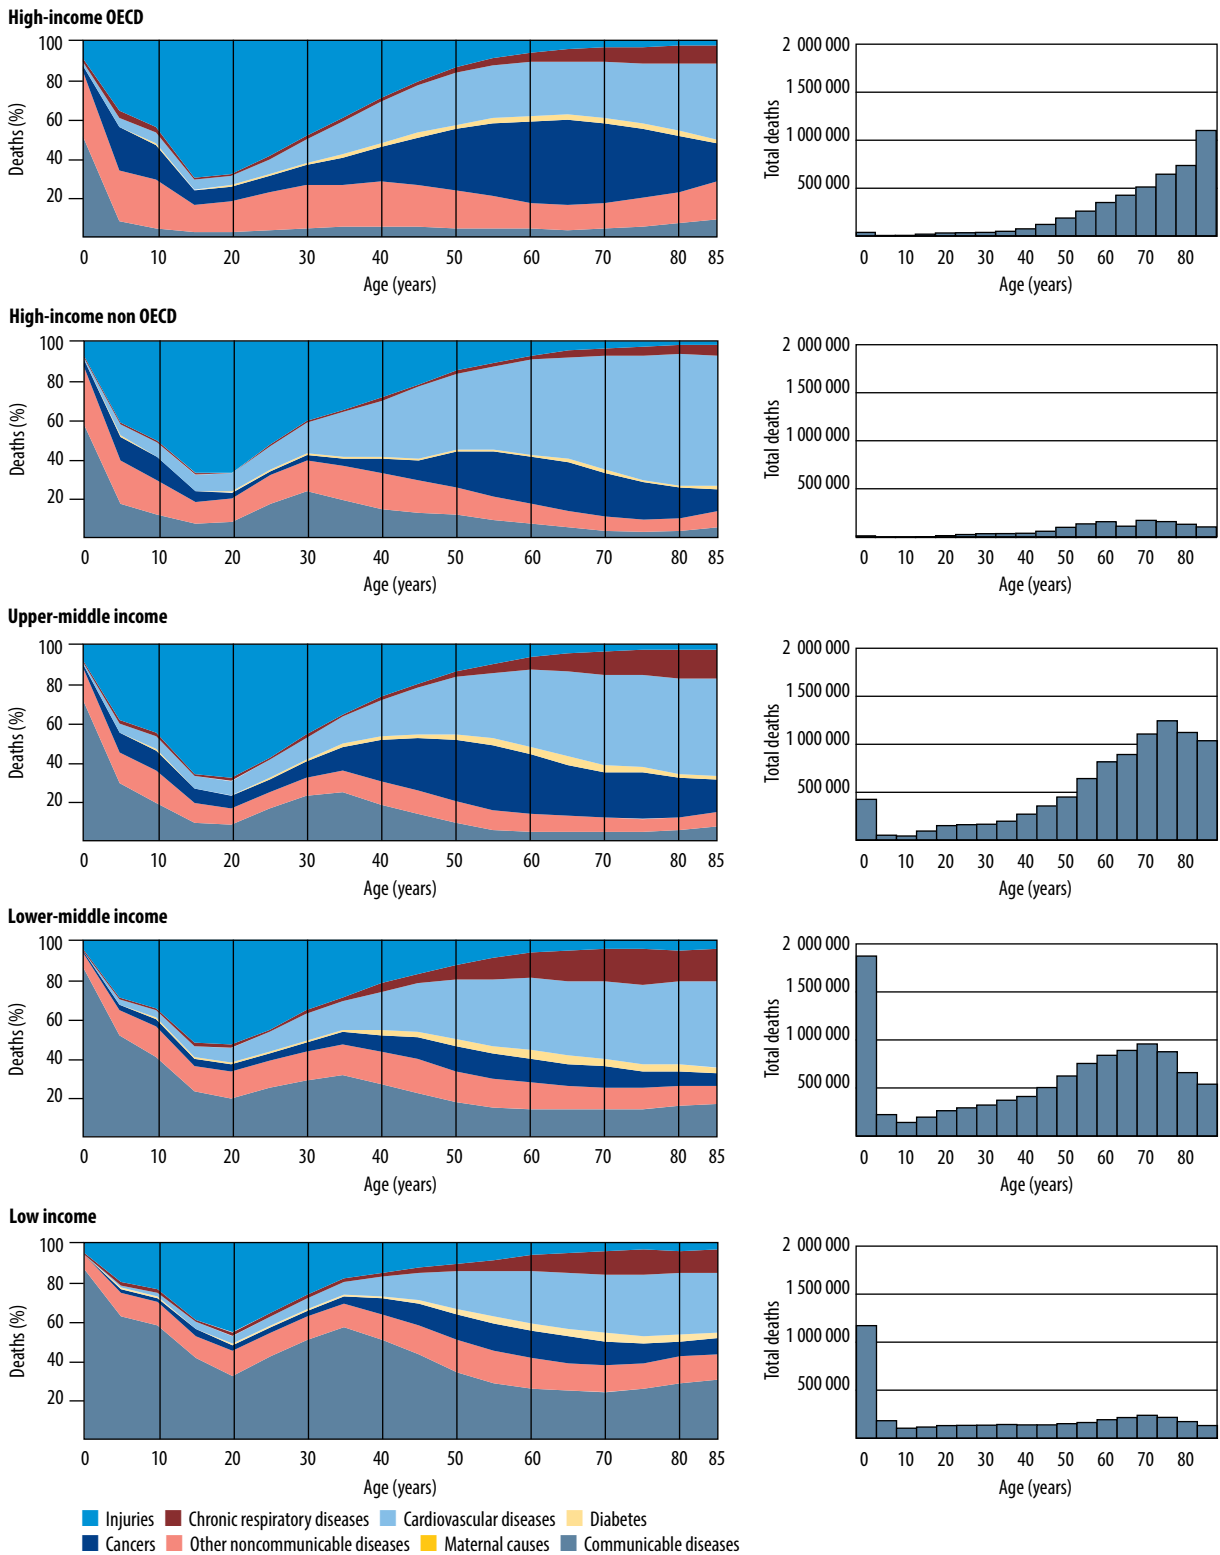 High-income OECD
100
80
60
40
20
Deaths (%)
0 10 20 30 40 50 60 70 80 85
Age (years)
2 000 000
1 500 000
1 000 000
500 000
Total deaths
0 10 20 30 40 50 60 70 80
Age (years)
High-income non OECD
100
80
60
40
20
Deaths (%)
0 10 20 30 40 50 60 70 80 85
Age (years)
2 000 000
1 500 000
1 000 000
500 000
Total deaths
0 10 20 30 40 50 60 70 80
Age (years)
Upper-middle income
100
80
60
40
20
Deaths (%)
0 10 20 30 40 50 60 70 80 85
Age (years)
2 000 000
1 500 000
1 000 000
500 000
Total deaths
0 10 20 30 40 50 60 70 80
Age (years)
Lower-middle income
100
80
60
40
20
Deaths (%)
0 10 20 30 40 50 60 70 80 85
Age (years)
2 000 000
1 500 000
1 000 000
500 000
Total deaths
0 10 20 30 40 50 60 70 80
Age (years)
Low income
100
80
60
40
20
Deaths (%)
0 10 20 30 40 50 60 70 80 85
Age (years)
2 000 000
1 500 000
1 000 000
500 000
Total deaths
0 10 20 30 40 50 60 70 80
Age (years)
Injuries Chronic respiratory diseases Cardiovascular diseases Diabetes
Cancers Other noncommunicable diseases Maternal causes Communicable diseases